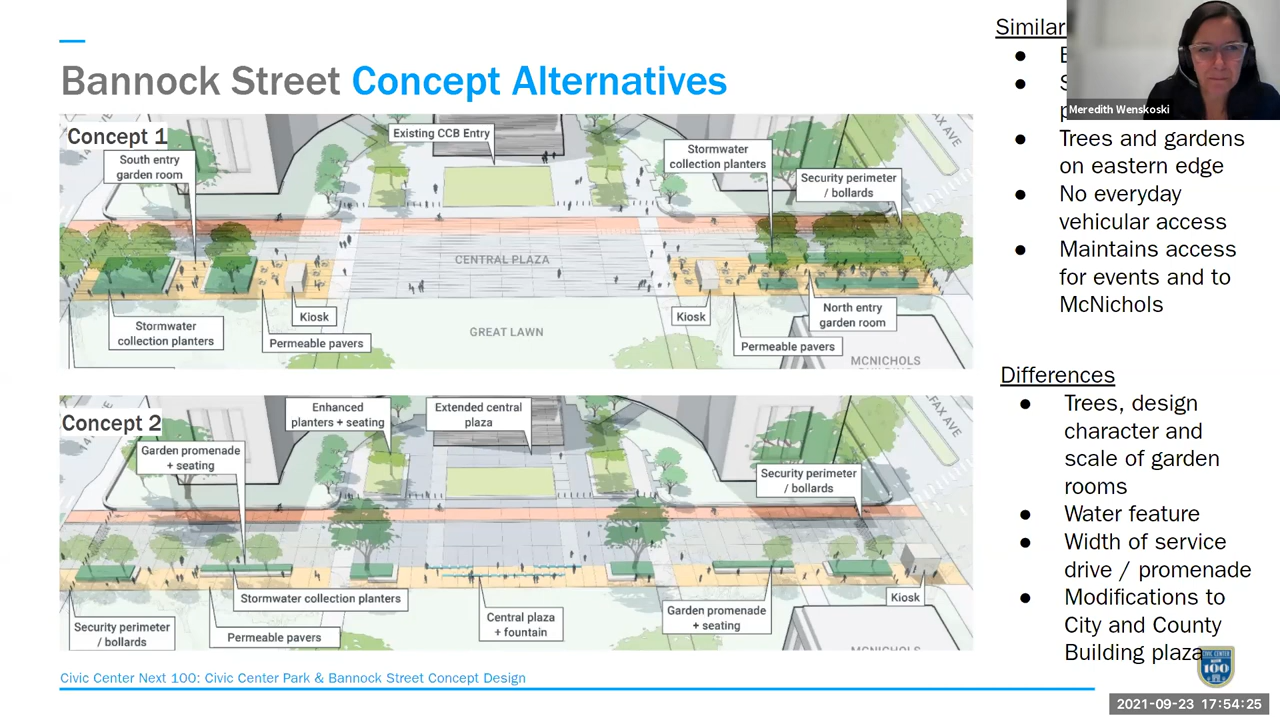 Bannock Street Concept Alternatives
Concept 1
South entry
garden room
Existing CCB Entry
Stormwater
collection planters
Security perimeter
/ bollards
FAX AVE
CENTRAL PLAZA
Kiosk
Kiosk
North entry
garden room
Stormwater
collection planters
Permeable pavers
GREAT LAWN
Permeable pavers
MCNICHOLS
Concept 2
Enhanced
planters + seating
Extended central
plaza
FAX AVE
Garden promenade
+ seating
Security perimeter
/ bollards
Stormwater collection planters
Kiosk
Security perimeter
/ bollards
Permeable pavers
Central plaza
+ fountain
Garden promenade
+ seating
MCNICHOLS
Civic Center Next 100: Civic Center Park & Bannock Street Concept Design
Similar
● Trees and gardens
on eastern edge
● No everyday
vehicular access
● Maintains access
for events and to
McNichols
Differences
● Trees, design
character and
scale of garden
rooms
● Water feature
● Width of service
drive / promenade
● Modifications to
City and County
Building plaza
Meredith Wenskoski
CIVIC CENTER
100
2021-09-23 17:54:25